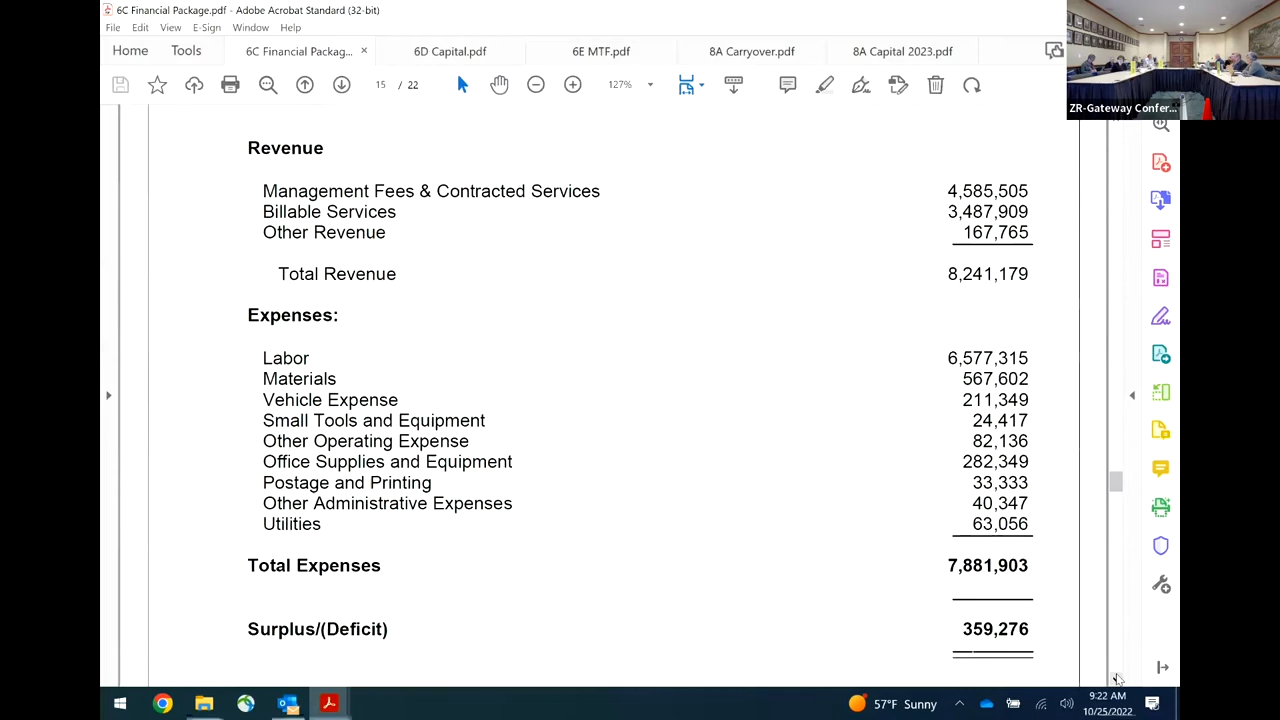 6C Financial Package.pdf - Adobe Acrobat Standard (32-bit)
File Edit View E-Sign Window Help
Home Tools 6C Financial Packag... × 6D Capital.pdf 6E MTF.pdf 8A Carryover.pdf 8A Capital 2023.pdf
15 / 22 127%
ZR-Gateway Confer...
Revenue
Management Fees & Contracted Services 4,585,505
Billable Services 3,487,909
Other Revenue 167,765
Total Revenue 8,241,179
Expenses:
Labor 6,577,315
Materials 567,602
Vehicle Expense 211,349
Small Tools and Equipment 24,417
Other Operating Expense 82,136
Office Supplies and Equipment 282,349
Postage and Printing 33,333
Other Administrative Expenses 40,347
Utilities 63,056
Total Expenses 7,881,903
Surplus/(Deficit) 359,276
57°F Sunny
9:22 AM
10/25/2022